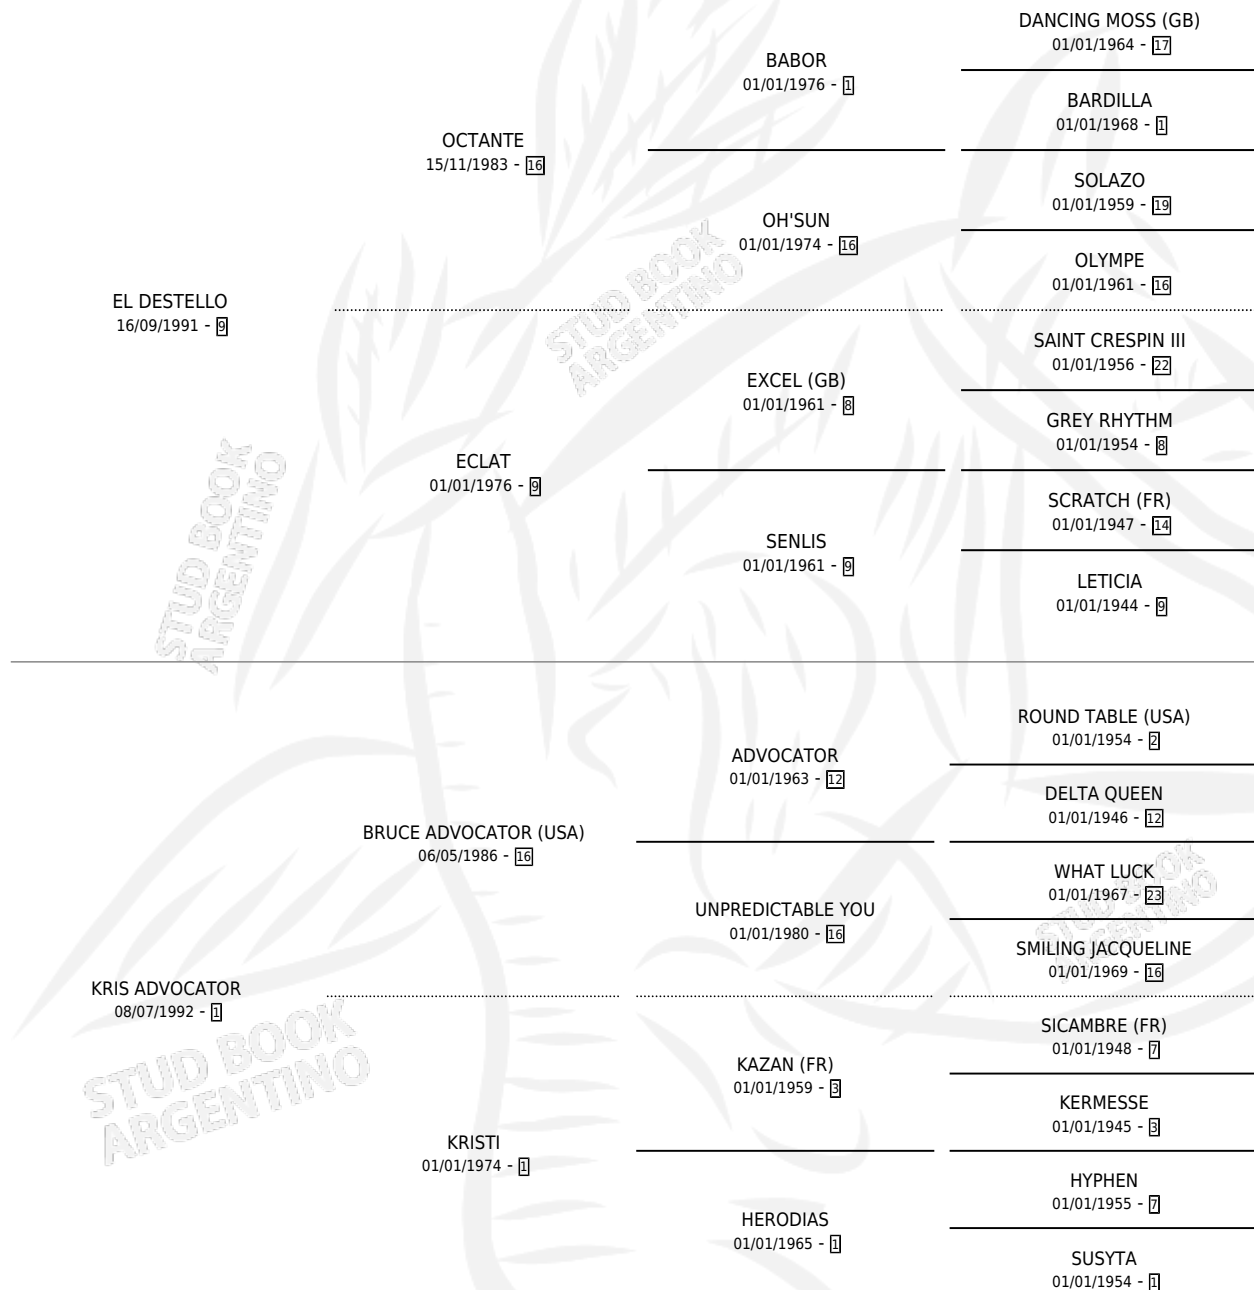 DANCING MOSS (GB)
01/01/1964 - 17
BABOR
01/01/1976 - 1
BARDILLA
01/01/1968 - 1
OCTANTE
15/11/1983 - 16
SOLAZO
01/01/1959 - 19
OH'SUN
01/01/1974 - 16
OLYMPE
01/01/1961 - 16
EL DESTELLO
16/09/1991 - 9
SAINT CRESPIN III
01/01/1956 - 22
EXCEL (GB)
01/01/1961 - 8
GREY RHYTHM
01/01/1954 - 8
ECLAT
01/01/1976 - 9
SCRATCH (FR)
01/01/1947 - 14
SENLIS
01/01/1961 - 9
LETICIA
01/01/1944 - 9
STUD BOOK
ARGENTINO
STUD BOOK
ARGENTINO
ROUND TABLE (USA)
01/01/1954 - 2
ADVOCATOR
01/01/1963 - 12
DELTA QUEEN
01/01/1946 - 12
BRUCE ADVOCATOR (USA)
06/05/1986 - 16
WHAT LUCK
01/01/1967 - 23
UNPREDICTABLE YOU
01/01/1980 - 16
SMILING JACQUELINE
01/01/1969 - 16
KRIS ADVOCATOR
08/07/1992 - 1
SICAMBRE (FR)
01/01/1948 - 7
KAZAN (FR)
01/01/1959 - 3
KERMESSE
01/01/1945 - 3
KRISTI
01/01/1974 - 1
HYPHEN
01/01/1955 - 7
HERODIAS
01/01/1965 - 1
SUSYTA
01/01/1954 - 1
STUD BOOK
ARGENTINO
STUD BOOK
ARGENTINO